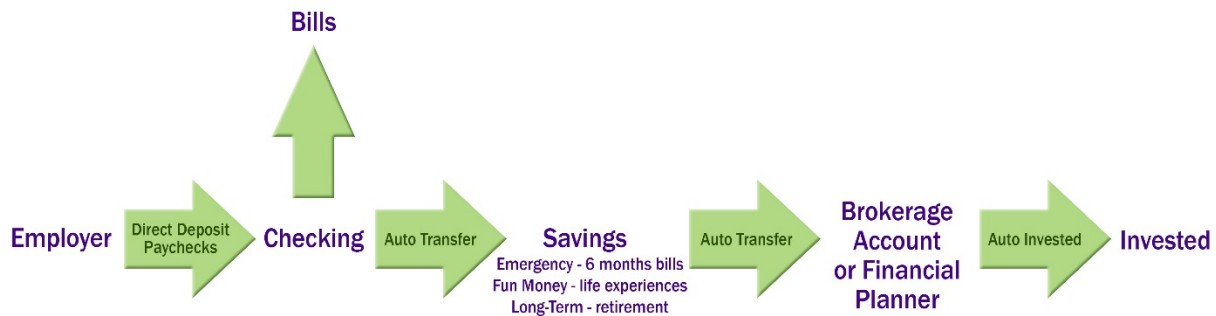 Bills
Employer
Direct Deposit
Paychecks
Checking
Auto Transfer
Savings
Emergency - 6 months bills
Fun Money - life experiences
Long-Term - retirement
Auto Transfer
Brokerage
Account
or Financial
Planner
Auto Invested
Invested